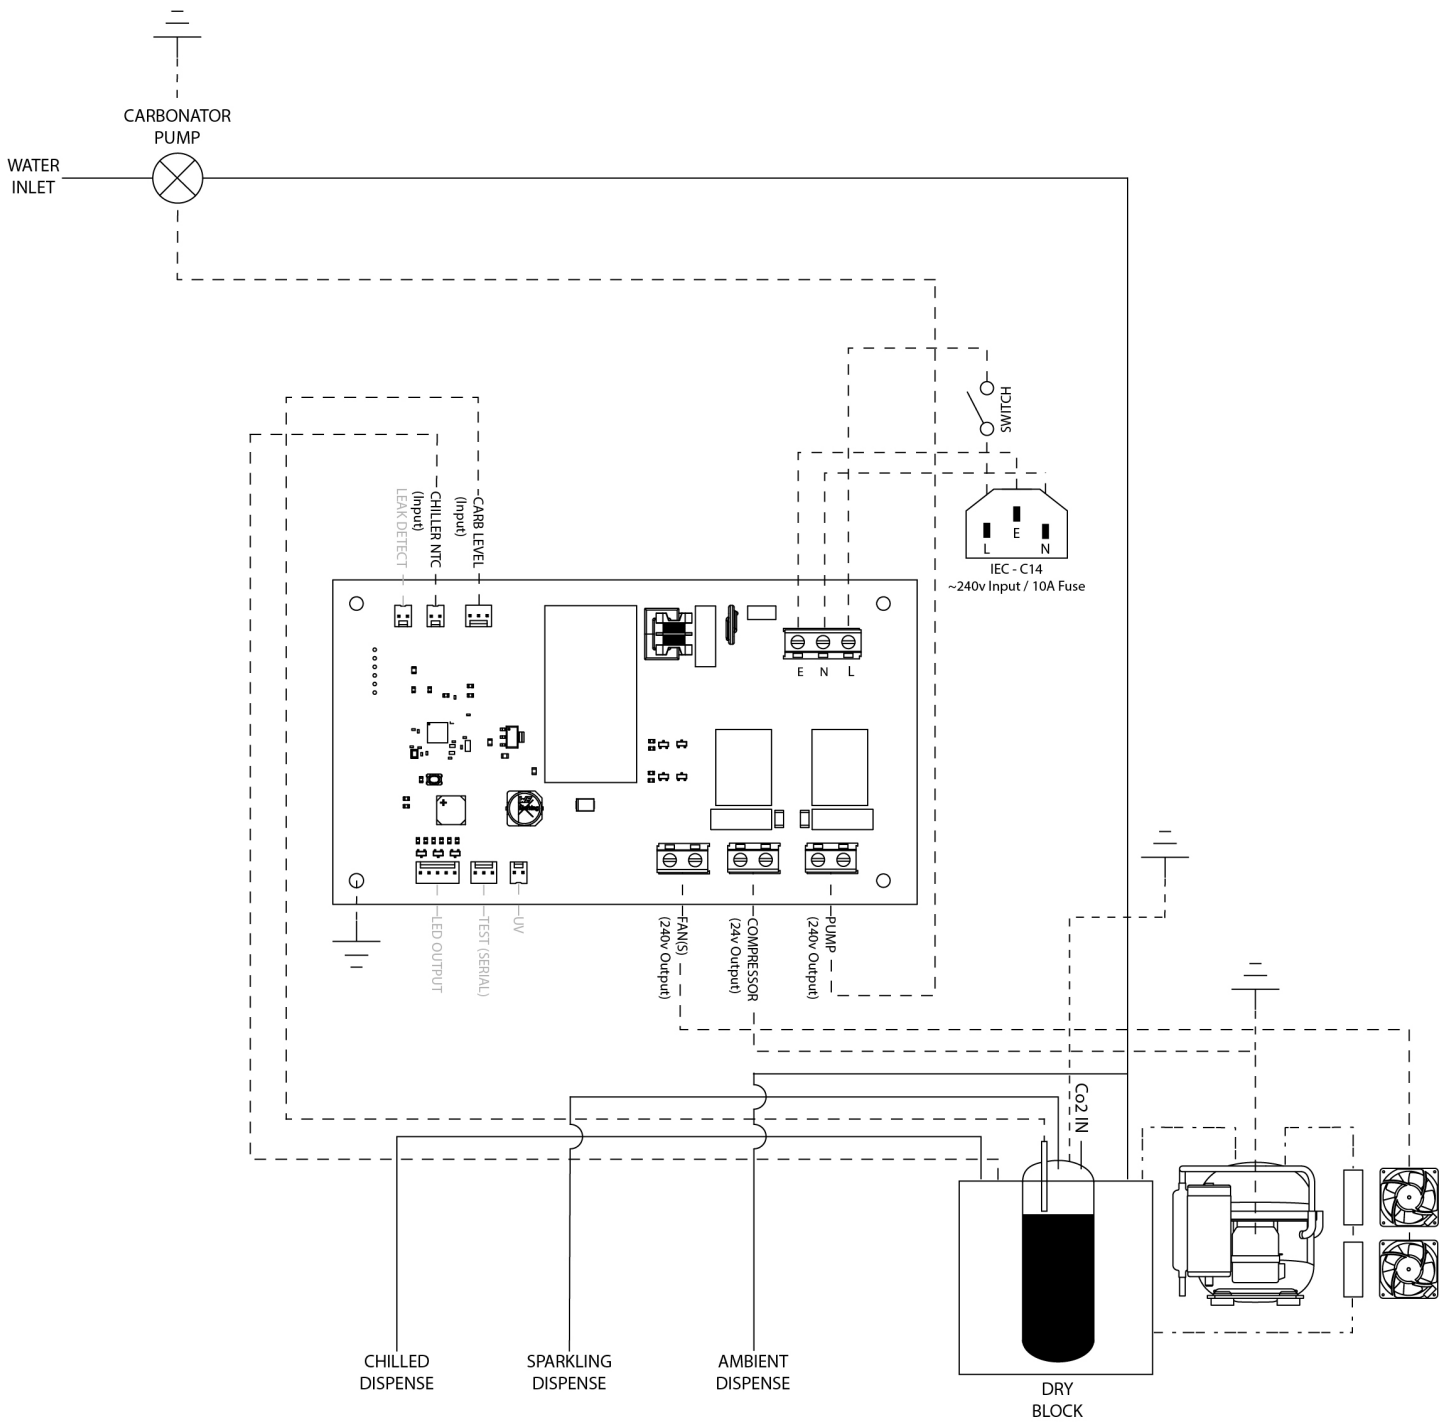 CARBONATOR
PUMP
WATER
INLET
SWITCH
LEAK DETECT
CHILLER NTC
(Input)
CARB LEVEL
(Input)
L
E
N
IEC - C14
~240v Input / 10A Fuse
E N L
LED OUTPUT
TEST (SERIAL)
UV
FAN(S)
(240v Output)
COMPRESSOR
(24v Output)
PUMP
(240v Output)
Co2 IN
CHILLED
DISPENSE
SPARKLING
DISPENSE
AMBIENT
DISPENSE
DRY
BLOCK